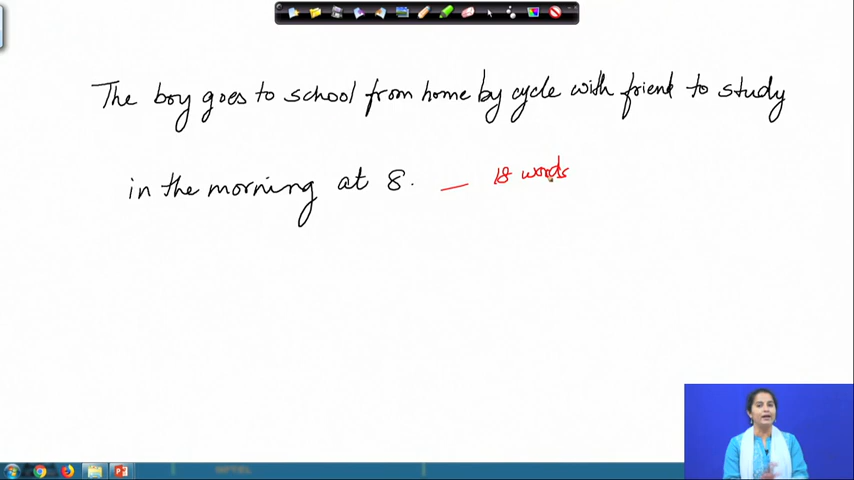 The boy goes to school from home by cycle with friend to study
in the morning at 8. — 18 words
NPTEL